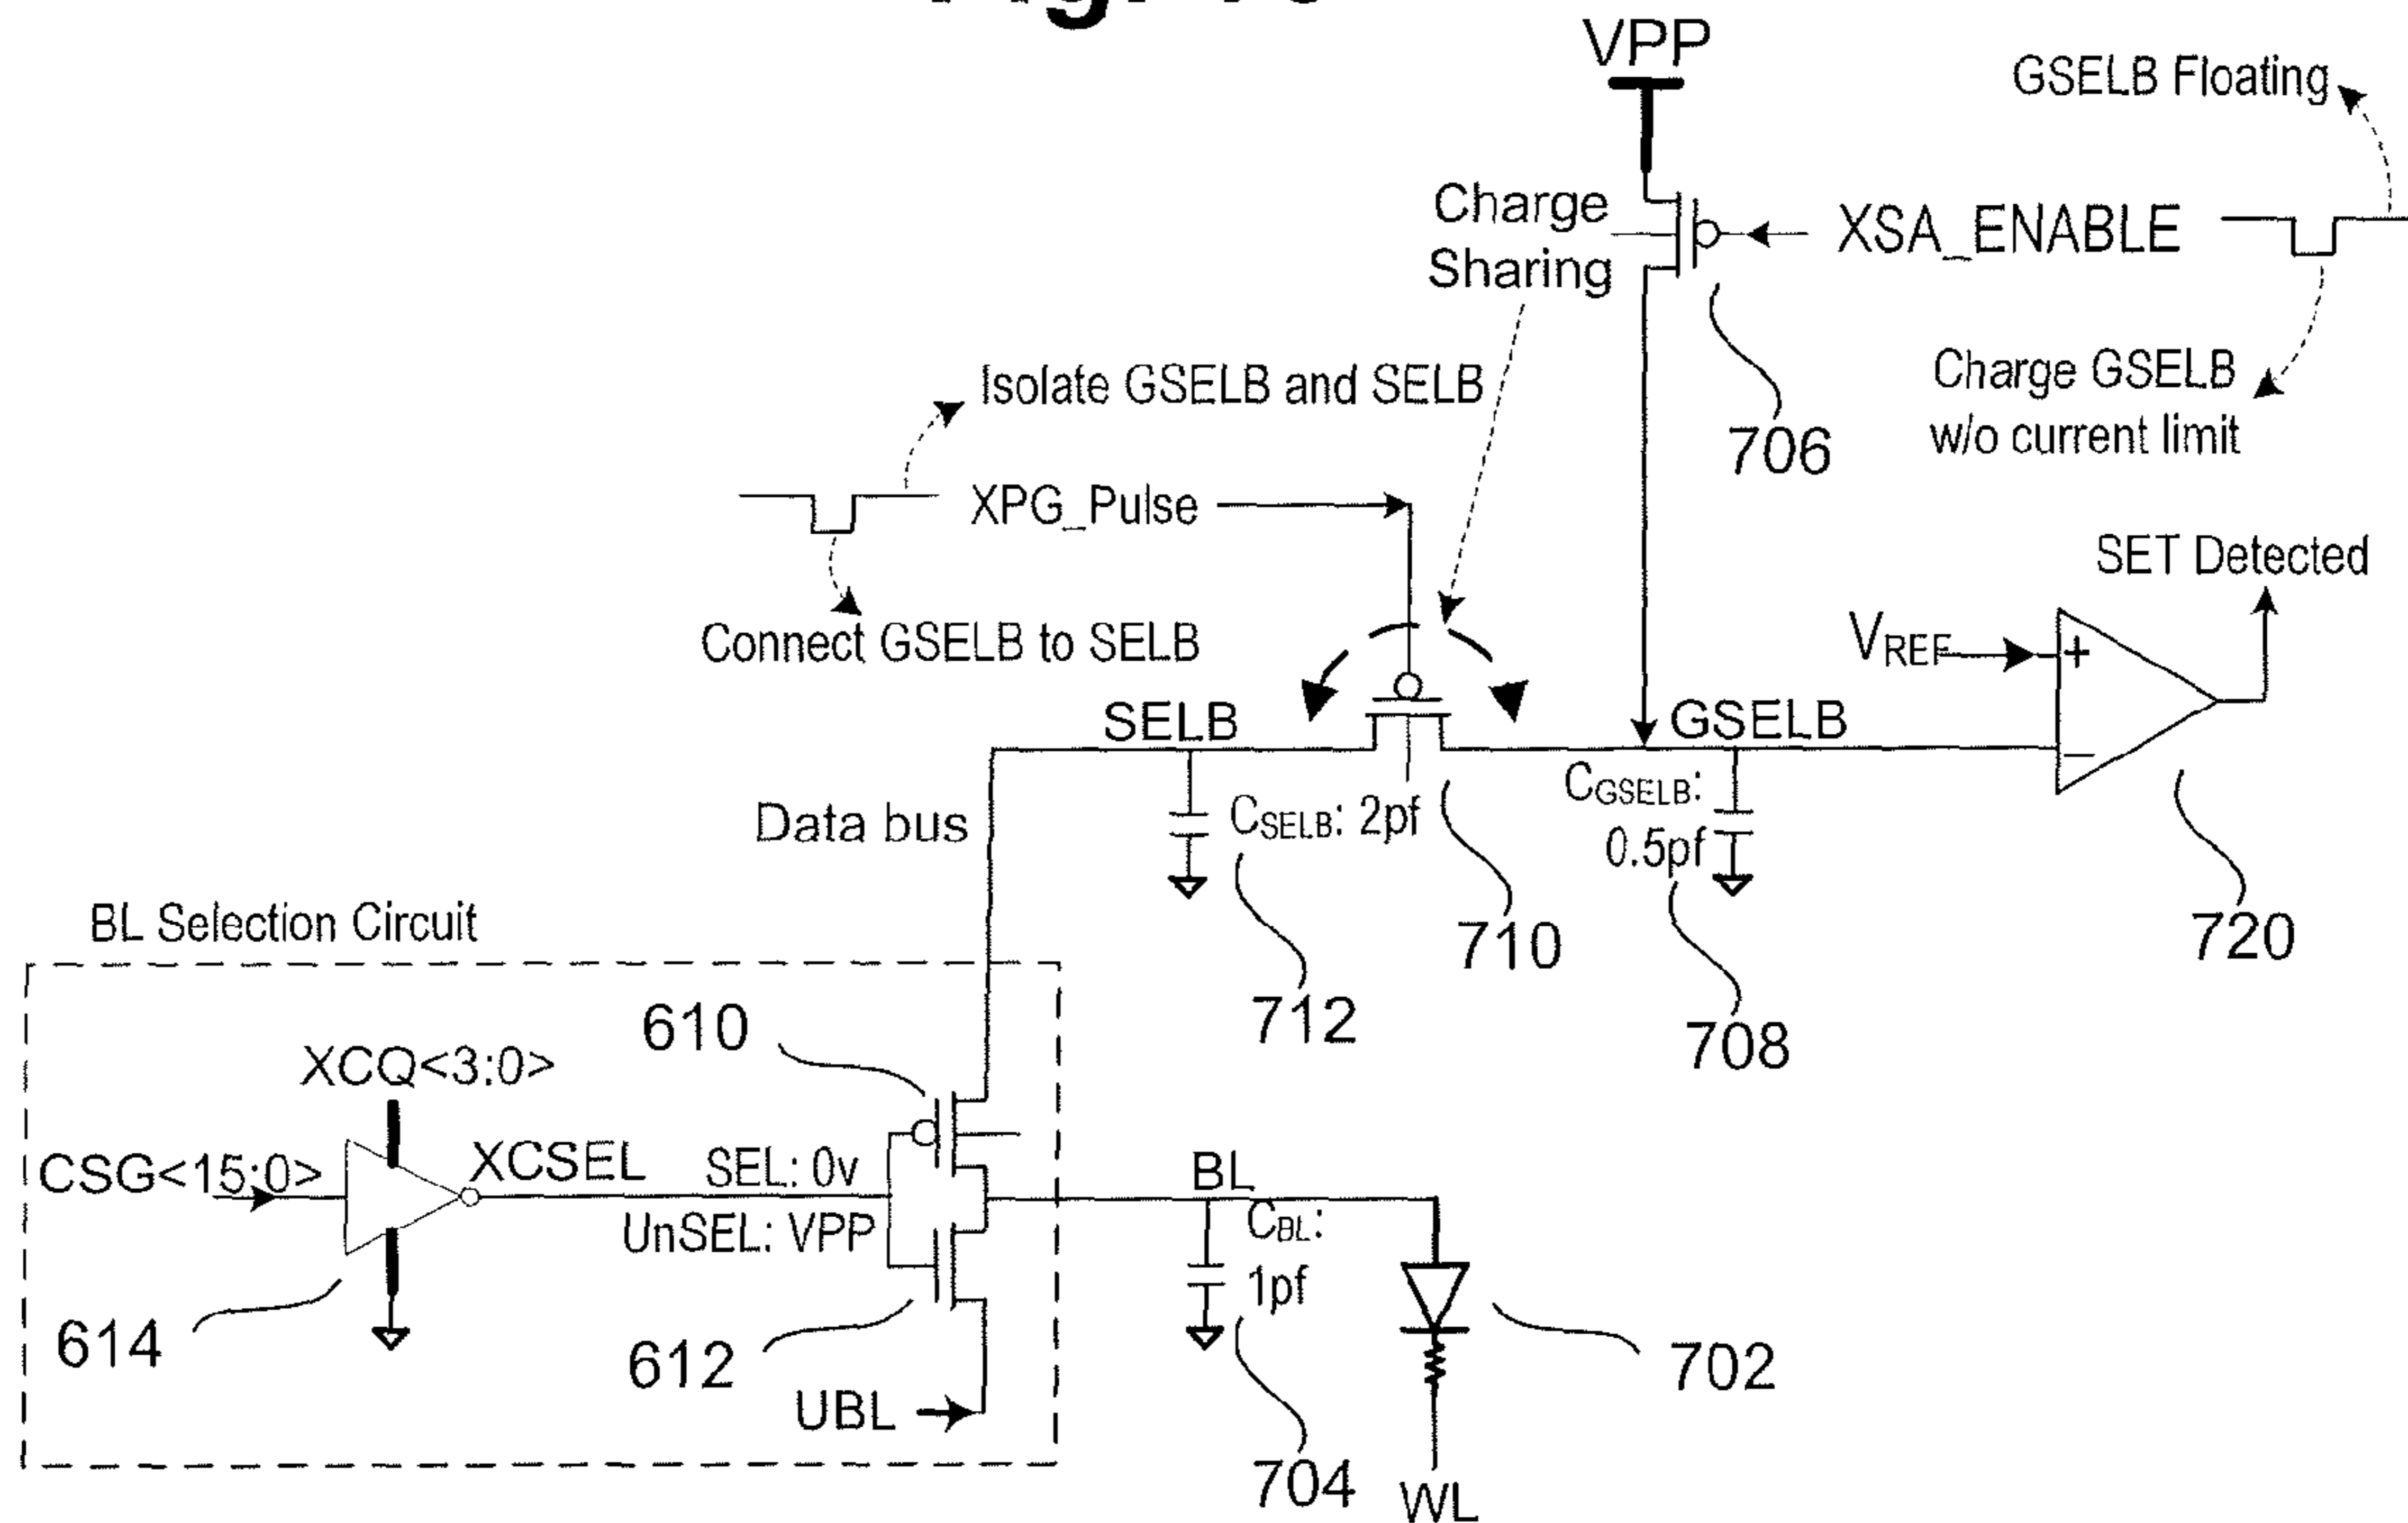 VPP
GSELB Floating
Charge
Sharing
XSA_ENABLE
Isolate GSELB and SELB
Charge GSELB
w/o current limit
706
XPG_Pulse
SET Detected
Connect GSELB to SELB
VREF
+
SELB
GSELB
−
Data bus
CSELB: 2pf
CGSELB:
0.5pf
BL Selection Circuit
710
720
712
708
610
XCQ<3:0>
CSG<15:0>
XCSEL
SEL: 0v
UnSEL: VPP
BL
CBL:
1pf
614
612
702
UBL
704
WL